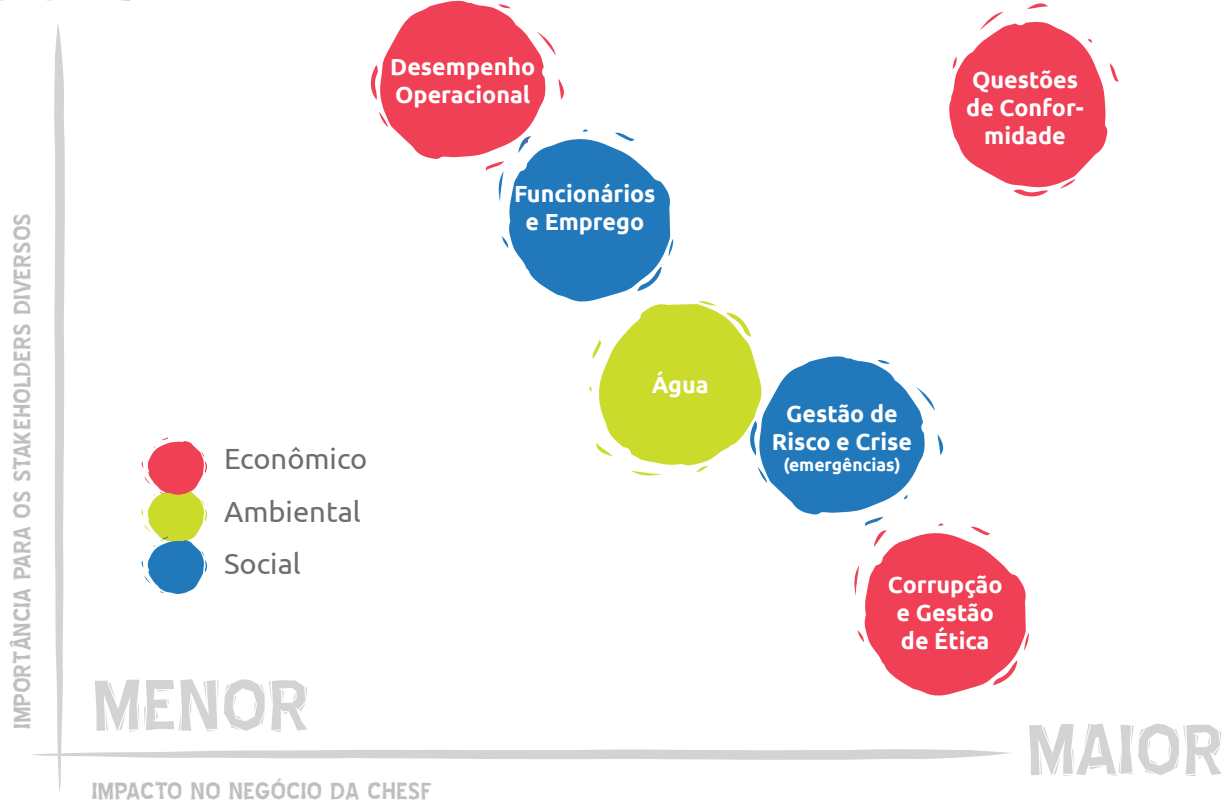 Desempenho
Operacional
Questões
de Confor-
midade
Funcionários
e Emprego
Água
Gestão de
Risco e Crise
(emergências)
Corrupção
e Gestão
de Ética
Econômico
Ambiental
Social
IMPORTÂNCIA PARA OS STAKEHOLDERS DIVERSOS
MENOR
MAIOR
IMPACTO NO NEGÓCIO DA CHESF